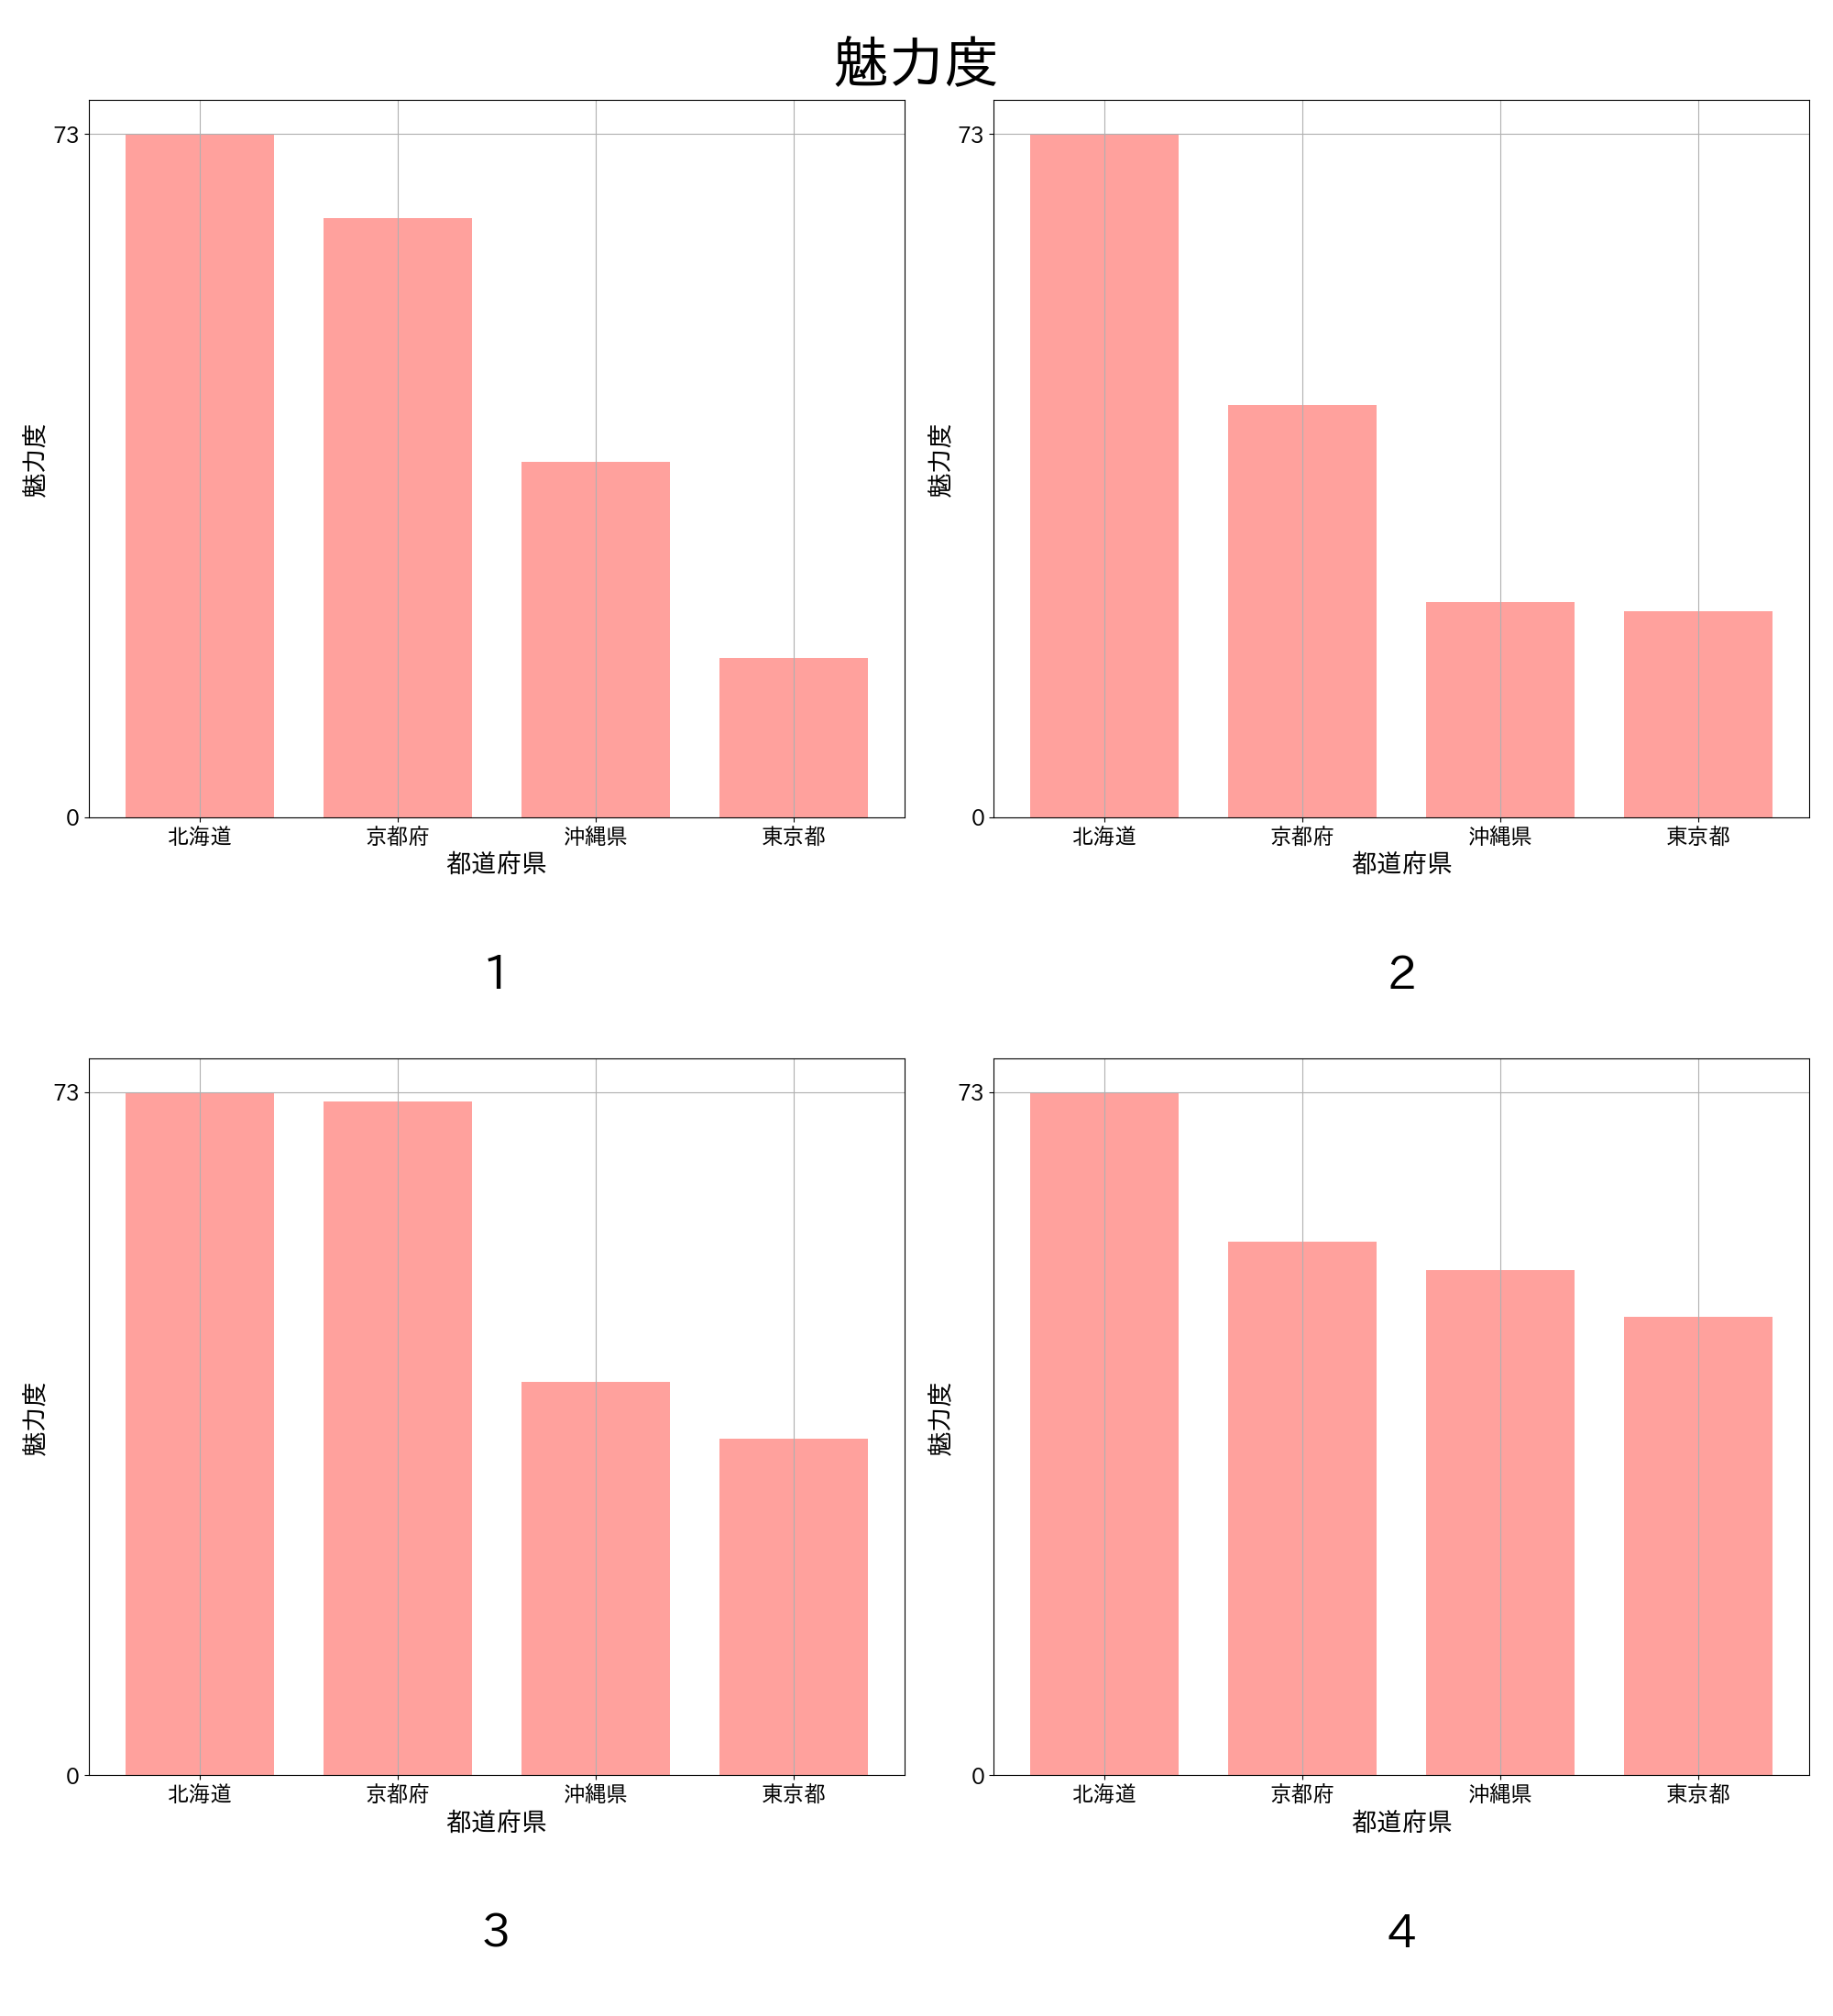 魅力度
73
0
魅力度
北海道 京都府 沖縄県 東京都
都道府県
1
73
0
魅力度
北海道 京都府 沖縄県 東京都
都道府県
2
73
0
魅力度
北海道 京都府 沖縄県 東京都
都道府県
3
73
0
魅力度
北海道 京都府 沖縄県 東京都
都道府県
4